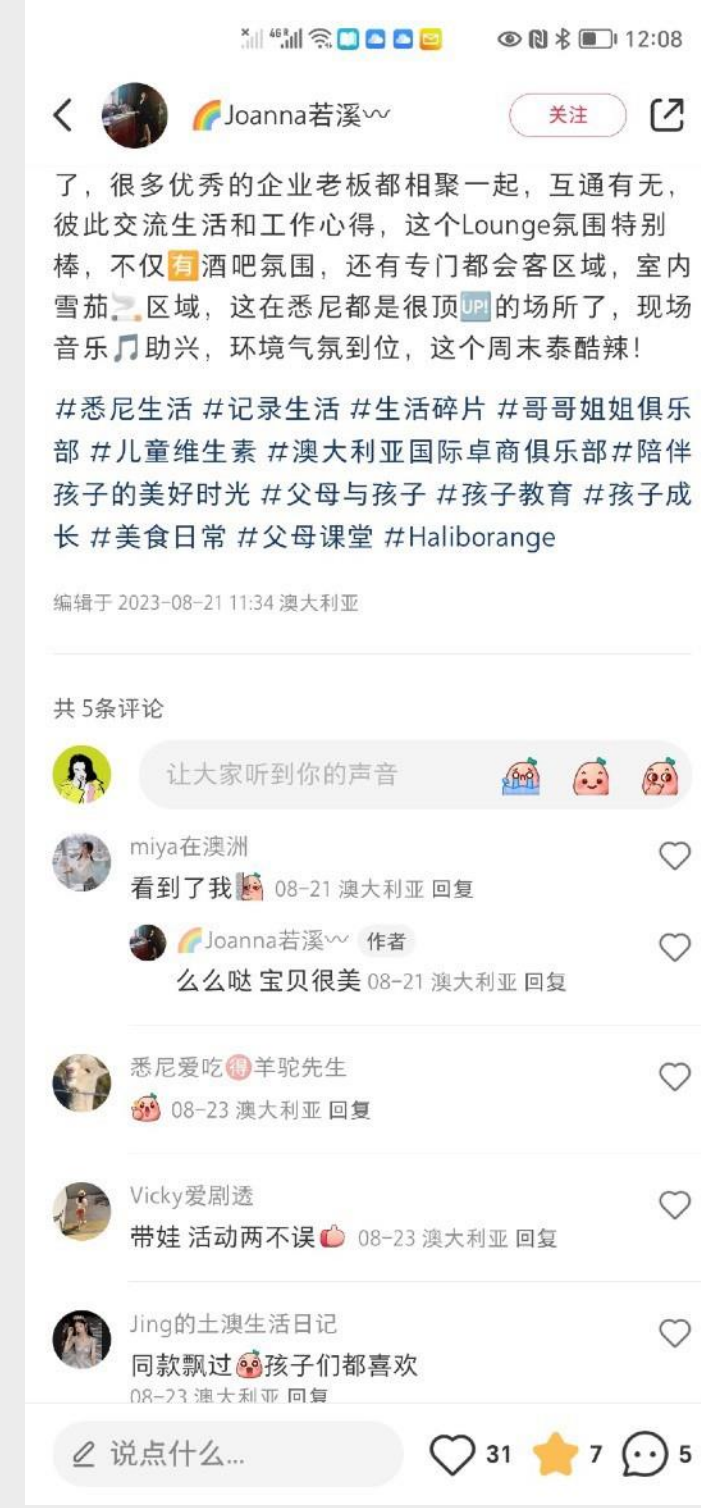 46R 12:08
🌈Joanna若溪〰 关注
了，很多优秀的企业老板都相聚一起，互通有无，
彼此交流生活和工作心得，这个Lounge氛围特别
棒，不仅🈶酒吧氛围，还有专门都会客区域，室内
雪茄🚬区域，这在悉尼都是很顶🆙的场所了，现场
音乐🎵助兴，环境气氛到位，这个周末泰酷辣！
#悉尼生活 #记录生活 #生活碎片 #哥哥姐姐俱乐
部 #儿童维生素 #澳大利亚国际卓商俱乐部#陪伴
孩子的美好时光 #父母与孩子 #孩子教育 #孩子成
长 #美食日常 #父母课堂 #Haliborange
编辑于 2023-08-21 11:34 澳大利亚
共 5条评论
让大家听到你的声音
miya在澳洲
看到了我 08-21 澳大利亚 回复
🌈Joanna若溪〰 作者
么么哒 宝贝很美 08-21 澳大利亚 回复
悉尼爱吃🉐羊驼先生
08-23 澳大利亚 回复
Vicky爱剧透
带娃 活动两不误 08-23 澳大利亚 回复
Jing的土澳生活日记
同款飘过孩子们都喜欢
08-23 澳大利亚 回复
说点什么... 31 7 5